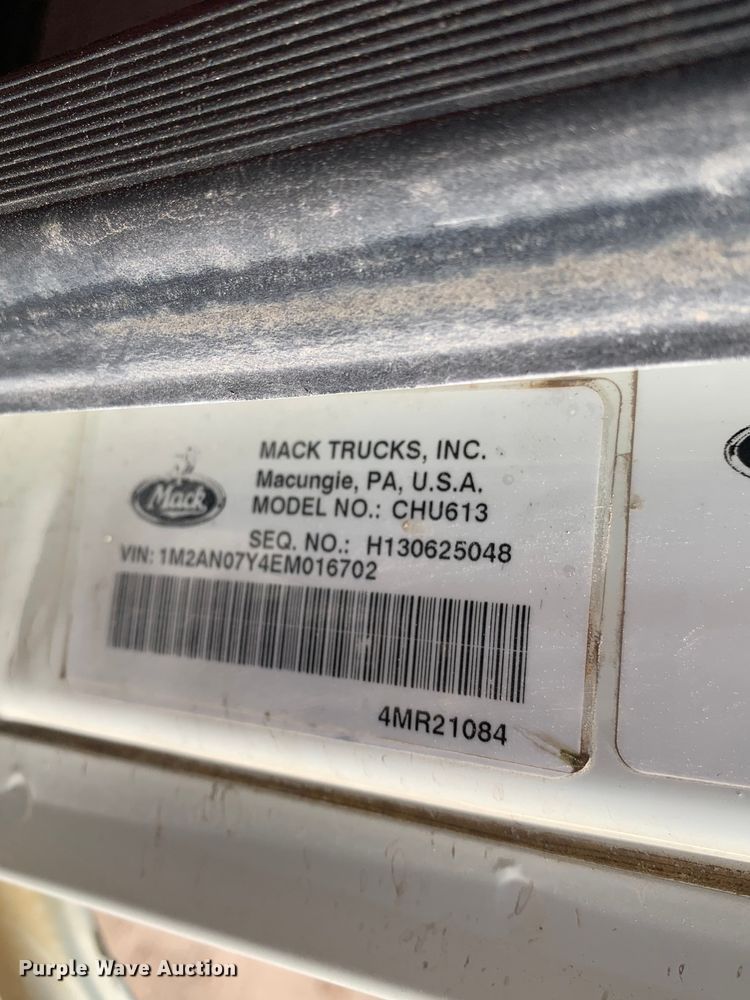 MACK TRUCKS, INC.
Macungie, PA, U.S.A.
MODEL NO.: CHU613
SEQ. NO.: H130625048
Mack
VIN: 1M2AN07Y4EM016702
4MR21084
Purple Wave Auction